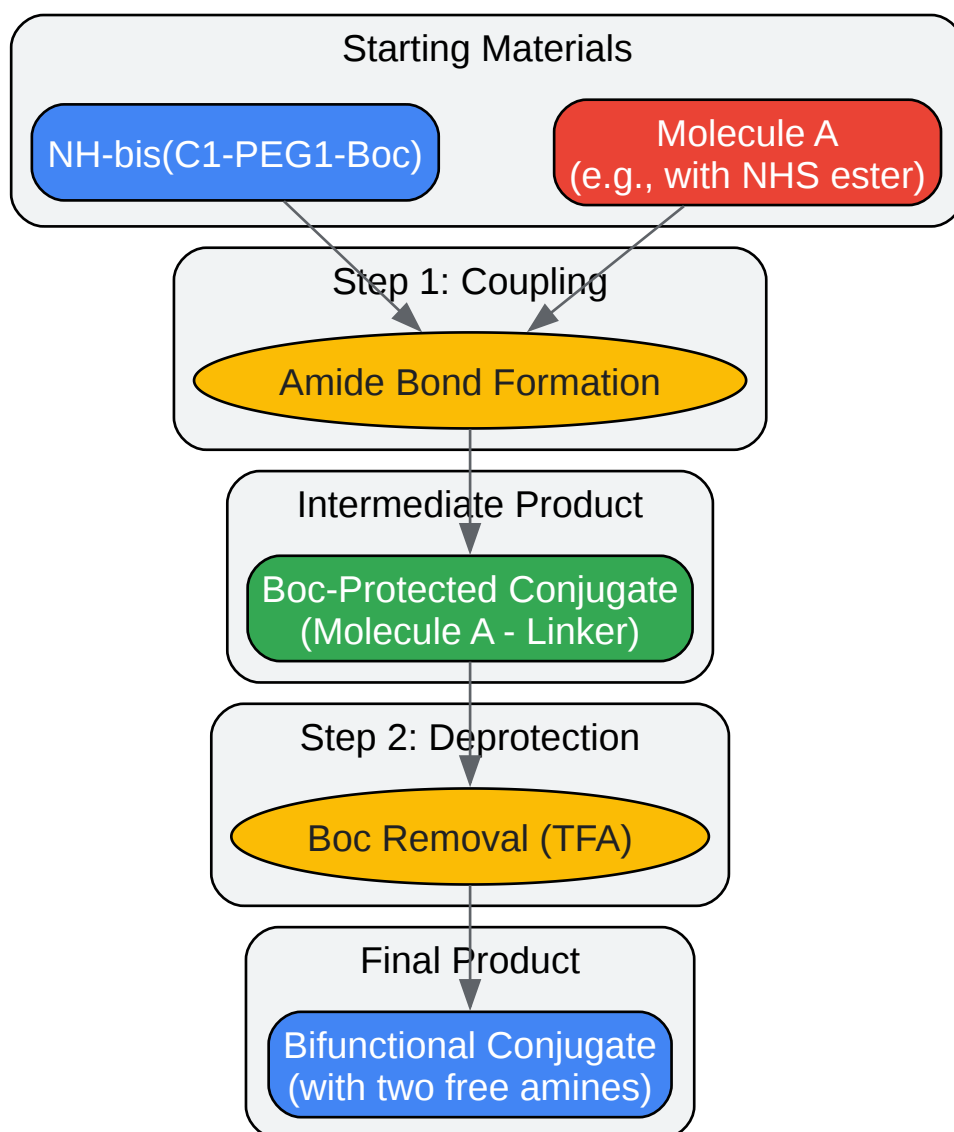 Starting Materials
NH-bis(C1-PEG1-Boc)
Molecule A
(e.g., with NHS ester)
Step 1: Coupling
Amide Bond Formation
Intermediate Product
Boc-Protected Conjugate
(Molecule A - Linker)
Step 2: Deprotection
Boc Removal (TFA)
Final Product
Bifunctional Conjugate
(with two free amines)